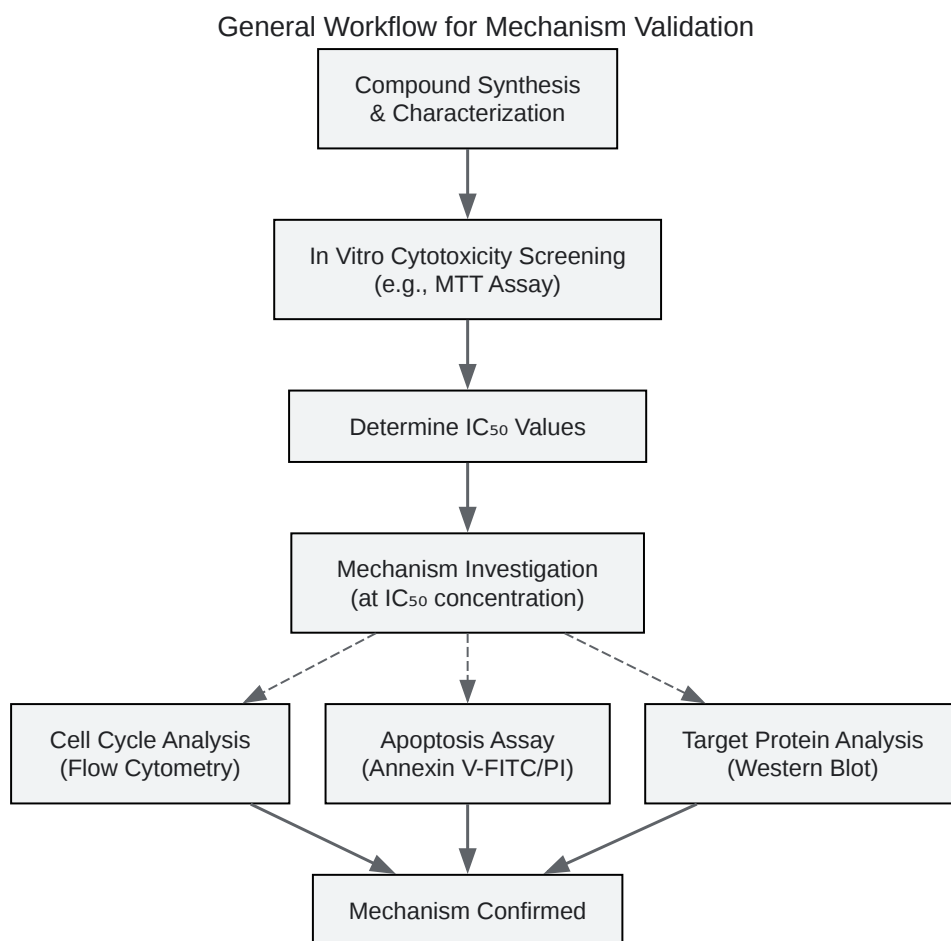 General Workflow for Mechanism Validation
Compound Synthesis
& Characterization
In Vitro Cytotoxicity Screening
(e.g., MTT Assay)
Determine IC₅₀ Values
Mechanism Investigation
(at IC₅₀ concentration)
Cell Cycle Analysis
(Flow Cytometry)
Apoptosis Assay
(Annexin V-FITC/PI)
Target Protein Analysis
(Western Blot)
Mechanism Confirmed